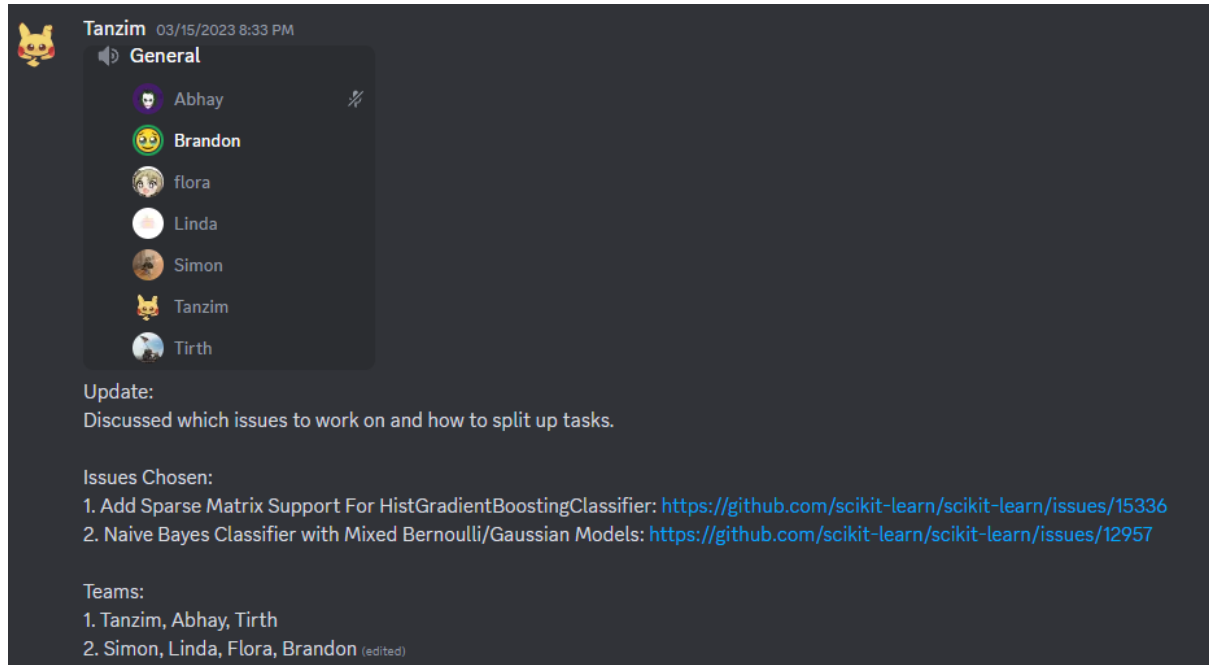 Tanzim 03/15/2023 8:33 PM
General
Abhay
Brandon
flora
Linda
Simon
Tanzim
Tirth
Update:
Discussed which issues to work on and how to split up tasks.
Issues Chosen:
1. Add Sparse Matrix Support For HistGradientBoostingClassifier: https://github.com/scikit-learn/scikit-learn/issues/15336
2. Naive Bayes Classifier with Mixed Bernoulli/Gaussian Models: https://github.com/scikit-learn/scikit-learn/issues/12957
Teams:
1. Tanzim, Abhay, Tirth
2. Simon, Linda, Flora, Brandon (edited)